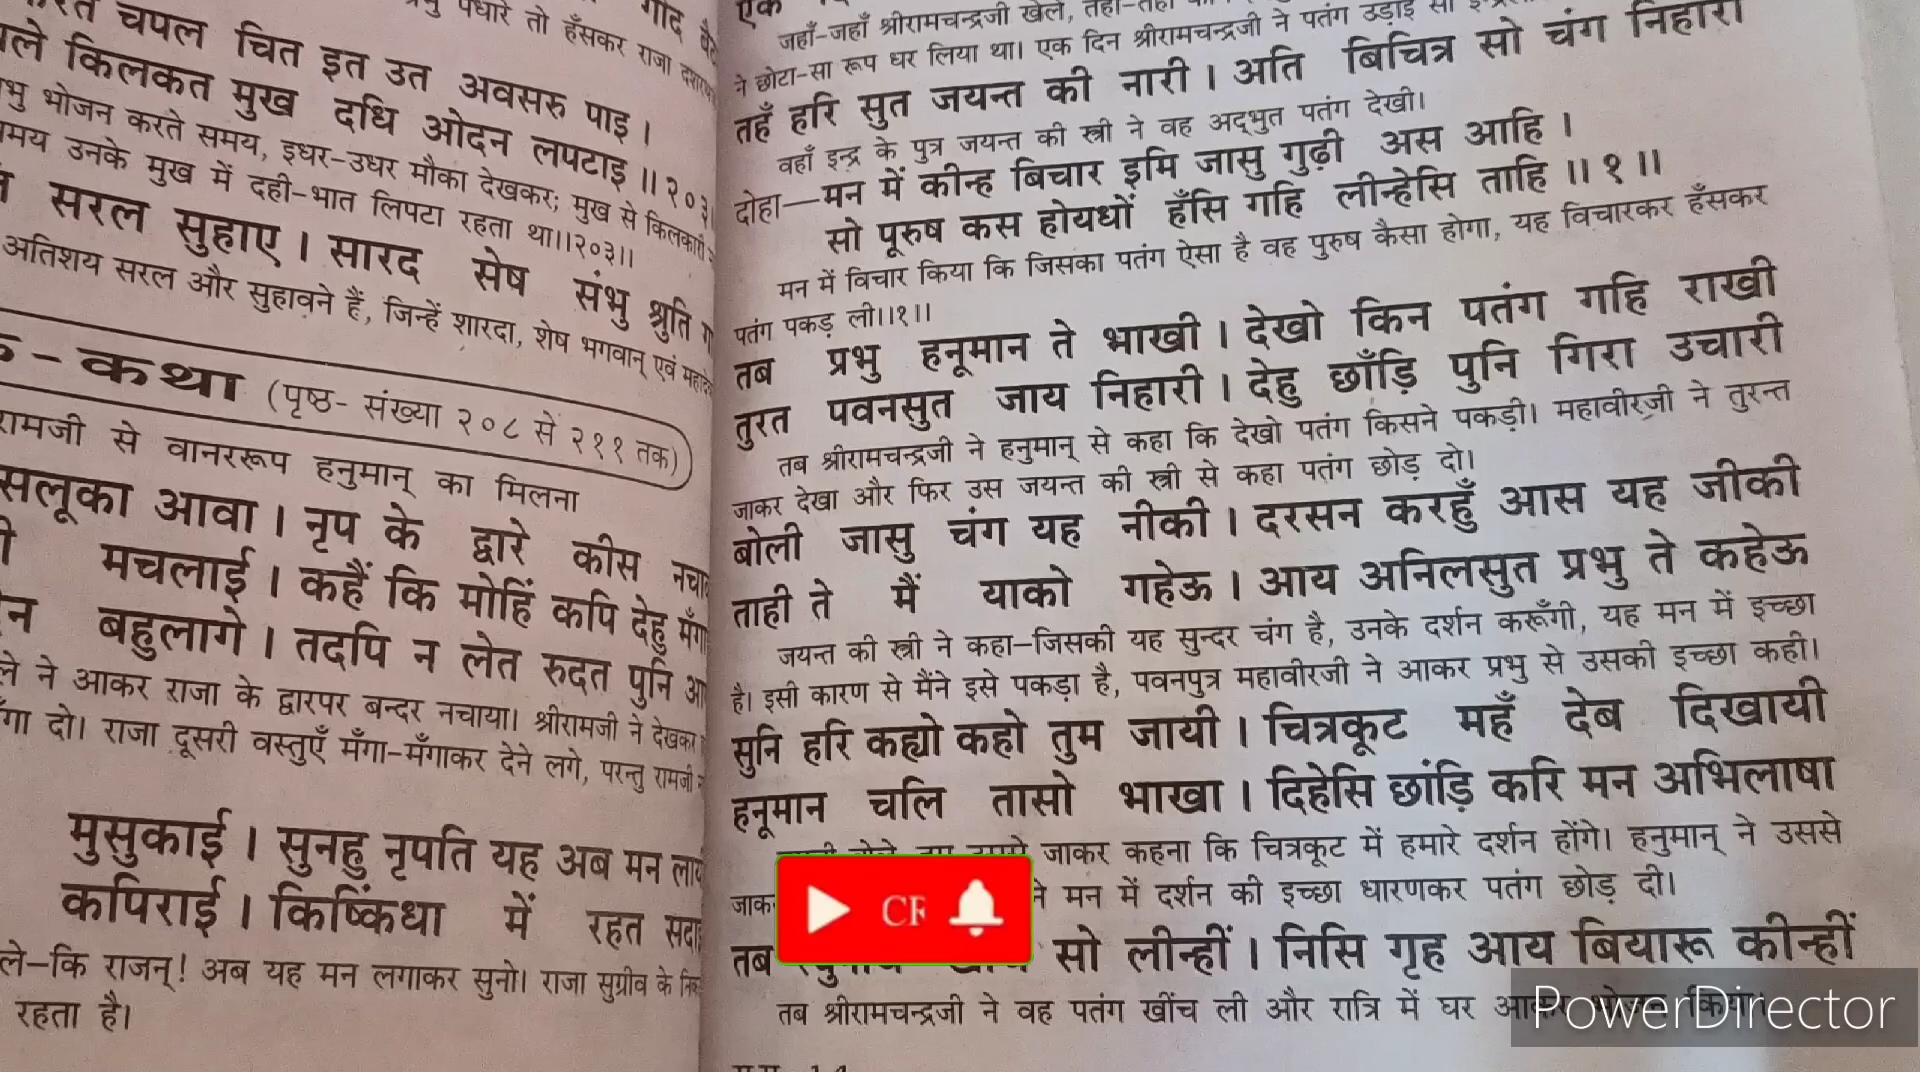 चपल चित इत उत अवसरु पाइ ।
किलकत मुख दधि ओदन लपटाइ ॥२०३
भोजन करते समय, इधर-उधर मौका देखकर; मुख से किलकारी
उनके मुख में दही-भात लिपटा रहता था।।२०३।।
सरल सुहाए । सारद सेष संभु श्रुति
अतिशय सरल और सुहावने हैं, जिन्हें शारदा, शेष भगवान् एवं
- कथा (पृष्ठ- संख्या २०८ से २११ तक)
रामजी से वानररूप हनुमान् का मिलना
आवा । नृप के द्वारे कीस
मचलाई । कहैं कि मोहिं कपि देहु
बहुलागे । तदपि न लेत रुदत पुनि
ने आकर राजा के द्वारपर बन्दर नचाया। श्रीरामजी ने देखकर
दो। राजा दूसरी वस्तुएँ मँगा-मँगाकर देने लगे, परन्तु रामजी
मुसुकाई । सुनहु नृपति यह अब मन
कपिराई । किष्किंधा में रहत
कि राजन्! अब यह मन लगाकर सुनो। राजा सुग्रीव के
रहता है।
एक
जहाँ-जहाँ श्रीरामचन्द्रजी खेले,
ने छोटा-सा रूप धर लिया था। एक दिन श्रीरामचन्द्रजी ने पतंग उड़ाई
तहँ हरि सुत जयन्त की नारी । अति बिचित्र सो चंग निहारी
वहाँ इन्द्र के पुत्र जयन्त की स्त्री ने वह अद्भुत पतंग देखी।
दोहा—मन में कीन्ह बिचार इमि जासु गुढ़ी अस आहि ।
सो पूरुष कस होयधों हँसि गहि लीन्हेसि ताहि ॥ १ ॥
मन में विचार किया कि जिसका पतंग ऐसा है वह पुरुष कैसा होगा, यह विचारकर हँसकर
पतंग पकड़ ली।।१।।
तब प्रभु हनूमान ते भाखी । देखो किन पतंग गहि राखी
तुरत पवनसुत जाय निहारी । देहु छाँड़ि पुनि गिरा उचारी
तब श्रीरामचन्द्रजी ने हनुमान् से कहा कि देखो पतंग किसने पकड़ी। महावीरजी ने तुरन्त
जाकर देखा और फिर उस जयन्त की स्त्री से कहा पतंग छोड़ दो।
बोली जासु चंग यह नीकी । दरसन करहुँ आस यह जीकी
ताही ते मैं याको गहेऊ । आय अनिलसुत प्रभु ते कहेऊ
जयन्त की स्त्री ने कहा–जिसकी यह सुन्दर चंग है, उनके दर्शन करूँगी, यह मन में इच्छा
है। इसी कारण से मैंने इसे पकड़ा है, पवनपुत्र महावीरजी ने आकर प्रभु से उसकी इच्छा कही।
सुनि हरि कह्यो कहो तुम जायी । चित्रकूट महँ देब दिखायी
हनूमान चलि तासो भाखा । दिहेसि छांड़ि करि मन अभिलाषा
जाकर कहना कि चित्रकूट में हमारे दर्शन होंगे। हनुमान् ने उससे
ने मन में दर्शन की इच्छा धारणकर पतंग छोड़ दी।
तब सो लीन्हीं । निसि गृह आय बियारू कीन्हीं
तब श्रीरामचन्द्रजी ने वह पतंग खींच ली और रात्रि में घर आकर भोजन किया।
PowerDirector